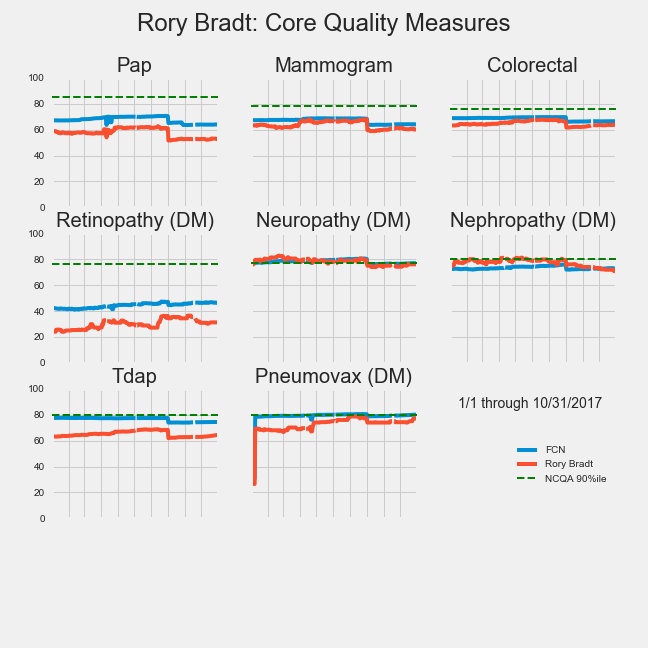 Rory Bradt: Core Quality Measures
Pap
Mammogram
Colorectal
100
80
60
40
20
0
Retinopathy (DM)
Neuropathy (DM)
Nephropathy (DM)
100
80
60
40
20
0
Tdap
Pneumovax (DM)
100
80
60
40
20
0
1/1 through 10/31/2017
FCN
Rory Bradt
NCQA 90%ile